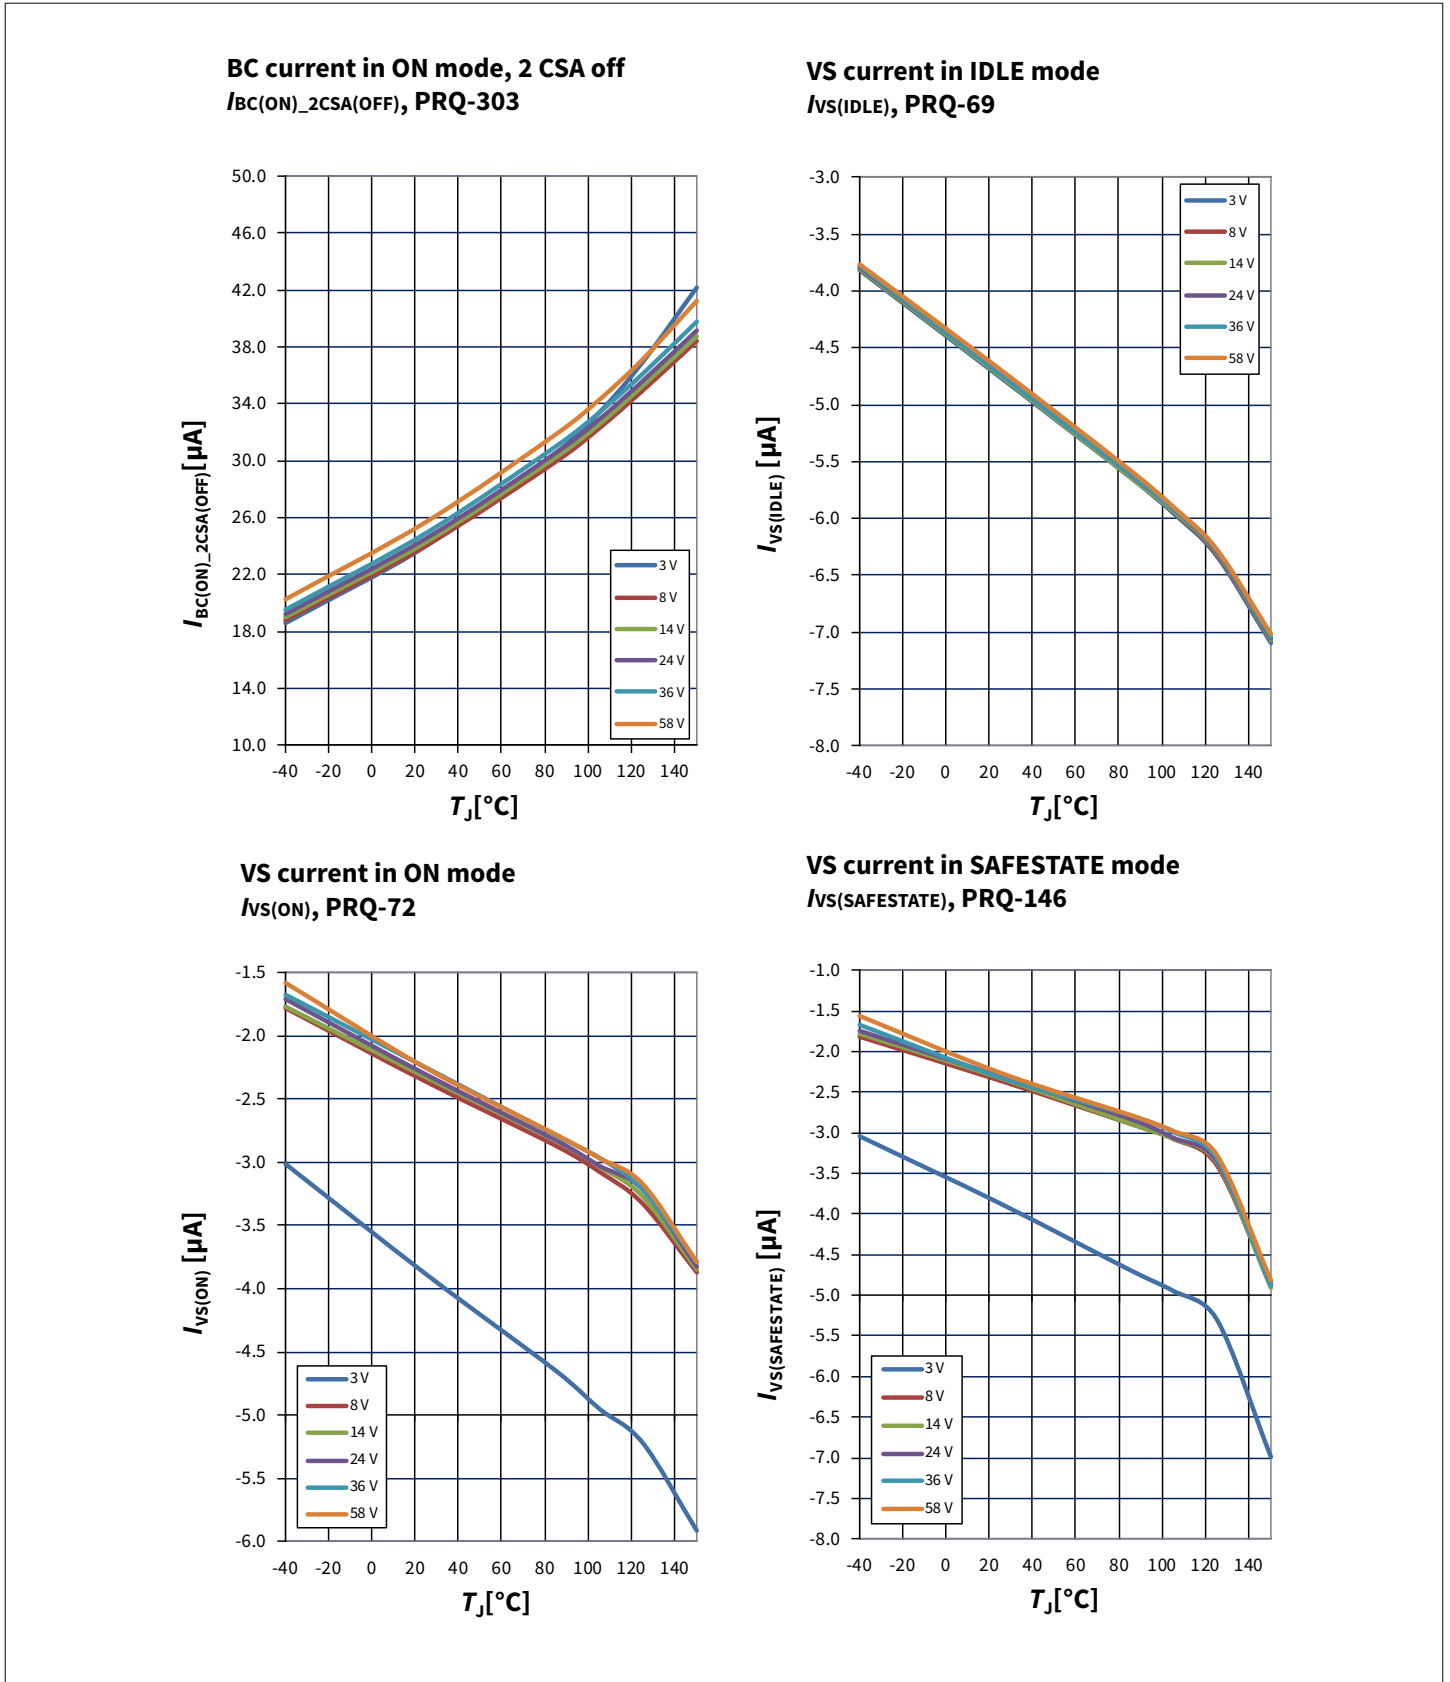 BC current in ON mode, 2 CSA off
IBC(ON)_2CSA(OFF), PRQ-303
50.0
46.0
42.0
38.0
34.0
30.0
26.0
22.0
18.0
14.0
10.0
IBC(ON)_2CSA(OFF)[µA]
3 V
8 V
14 V
24 V
36 V
58 V
-40 -20 0 20 40 60 80 100 120 140
TJ[°C]
VS current in IDLE mode
IVS(IDLE), PRQ-69
-3.0
-3.5
-4.0
-4.5
-5.0
-5.5
-6.0
-6.5
-7.0
-7.5
-8.0
IVS(IDLE) [µA]
3 V
8 V
14 V
24 V
36 V
58 V
-40 -20 0 20 40 60 80 100 120 140
TJ[°C]
VS current in ON mode
IVS(ON), PRQ-72
-1.5
-2.0
-2.5
-3.0
-3.5
-4.0
-4.5
-5.0
-5.5
-6.0
IVS(ON) [µA]
3 V
8 V
14 V
24 V
36 V
58 V
-40 -20 0 20 40 60 80 100 120 140
TJ[°C]
VS current in SAFESTATE mode
IVS(SAFESTATE), PRQ-146
-1.0
-1.5
-2.0
-2.5
-3.0
-3.5
-4.0
-4.5
-5.0
-5.5
-6.0
-6.5
-7.0
-7.5
-8.0
IVS(SAFESTATE) [µA]
3 V
8 V
14 V
24 V
36 V
58 V
-40 -20 0 20 40 60 80 100 120 140
TJ[°C]